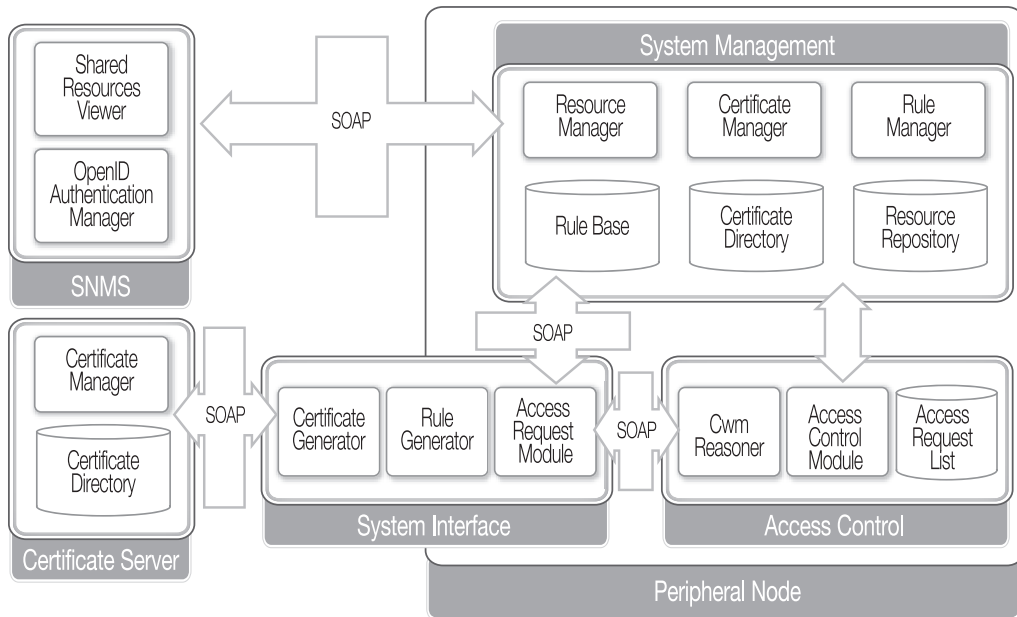 Shared
Resources
Viewer
OpenID
Authentication
Manager
SNMS
SOAP
System Management
Resource
Manager
Certificate
Manager
Rule
Manager
Rule Base
Certificate
Directory
Resource
Repository
Certificate
Manager
Certificate
Directory
Certificate Server
SOAP
SOAP
Certificate
Generator
Rule
Generator
Access
Request
Module
System Interface
SOAP
Cwm
Reasoner
Access
Control
Module
Access
Request
List
Access Control
Peripheral Node